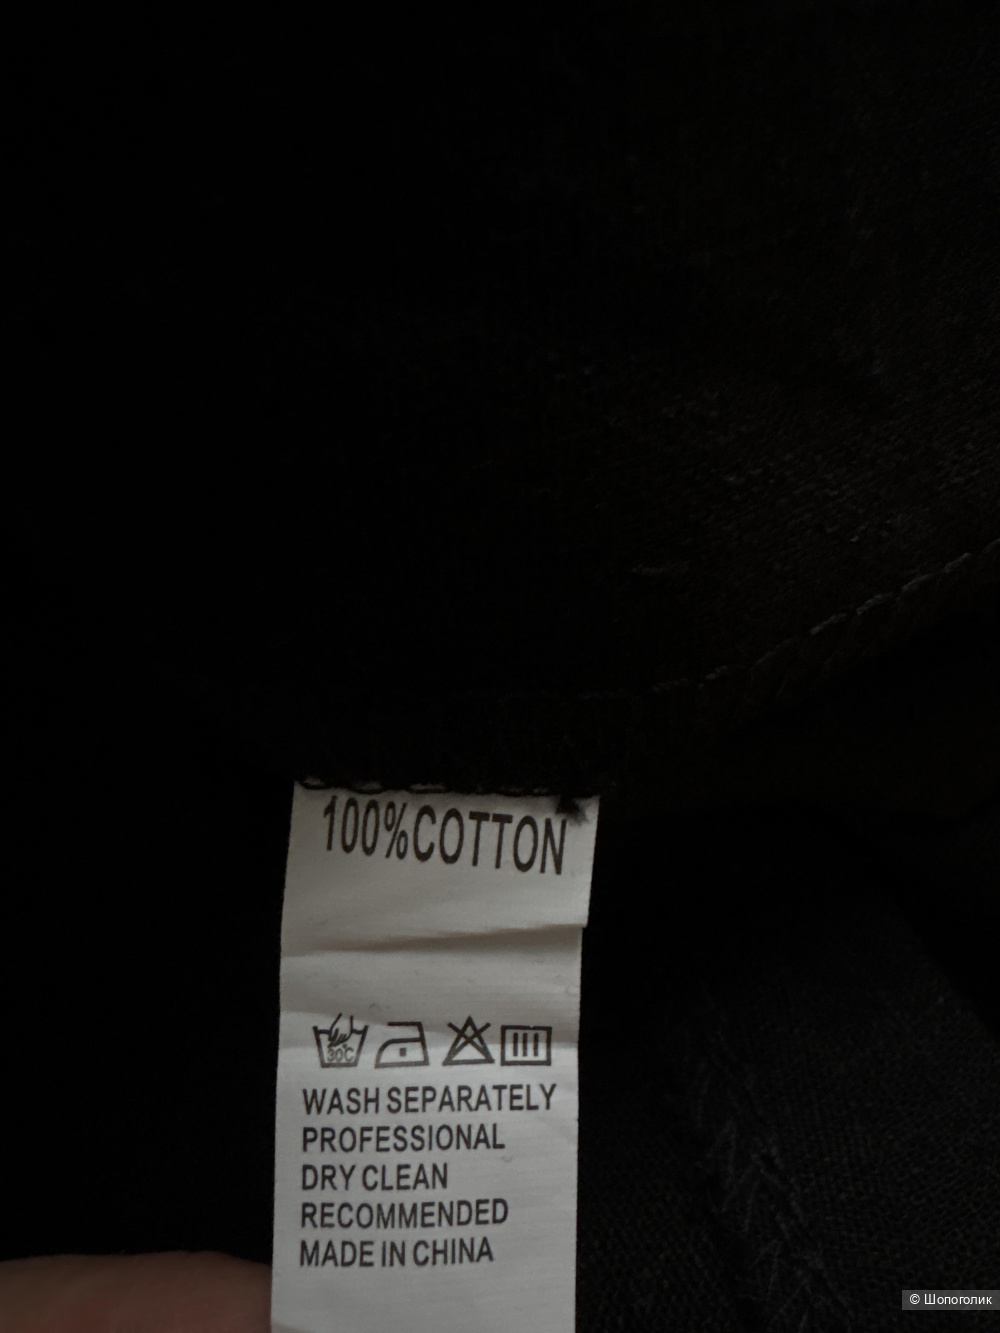 100%COTTON
30°C
WASH SEPARATELY
PROFESSIONAL
DRY CLEAN
RECOMMENDED
MADE IN CHINA
© Шопоголик